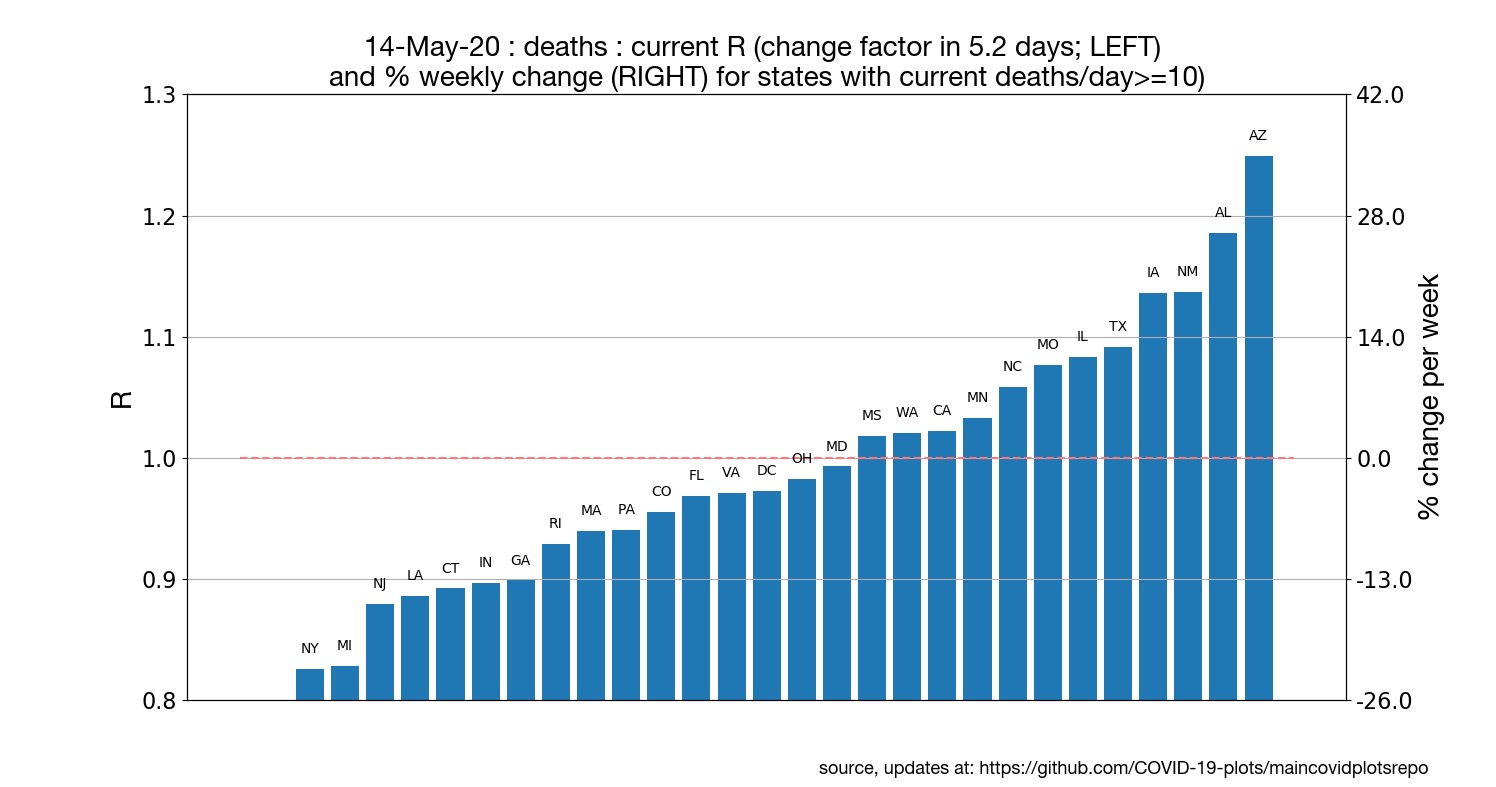 14-May-20 : deaths : current R (change factor in 5.2 days; LEFT)
and % weekly change (RIGHT) for states with current deaths/day>=10)
1.3
1.2
1.1
1.0
0.9
0.8
R
42.0
28.0
14.0
0.0
-13.0
-26.0
% change per week
NY
MI
NJ
LA
CT
IN
GA
RI
MA
PA
CO
FL
VA
DC
OH
MD
MS
WA
CA
MN
NC
MO
IL
TX
IA
NM
AL
AZ
source, updates at: https://github.com/COVID-19-plots/maincovidplotsrepo